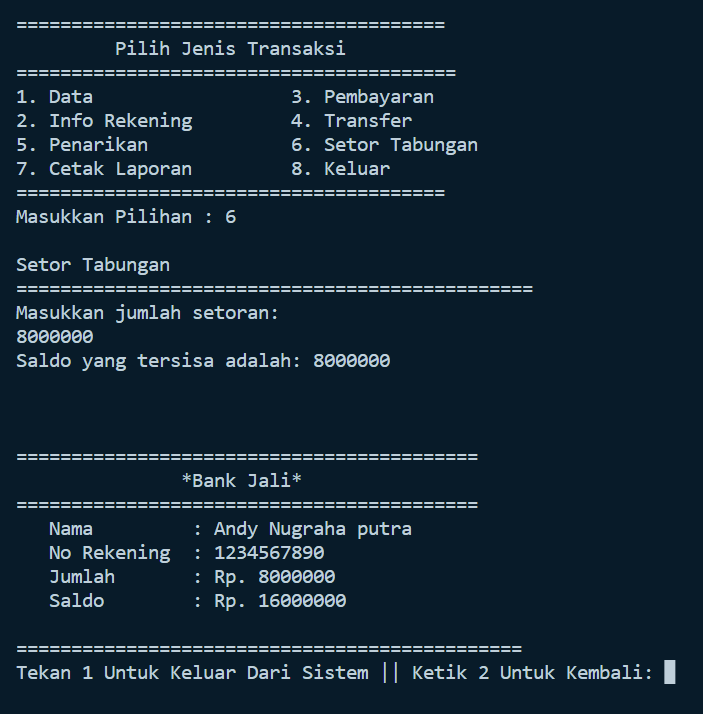 =======================================
         Pilih Jenis Transaksi
========================================
1. Data                  3. Pembayaran
2. Info Rekening         4. Transfer
5. Penarikan             6. Setor Tabungan
7. Cetak Laporan         8. Keluar
=======================================
Masukkan Pilihan : 6
Setor Tabungan
===============================================
Masukkan jumlah setoran:
8000000
Saldo yang tersisa adalah: 8000000
==========================================
               *Bank Jali*
==========================================
   Nama         : Andy Nugraha putra
   No Rekening  : 1234567890
   Jumlah       : Rp. 8000000
   Saldo        : Rp. 16000000
==============================================
Tekan 1 Untuk Keluar Dari Sistem || Ketik 2 Untuk Kembali: